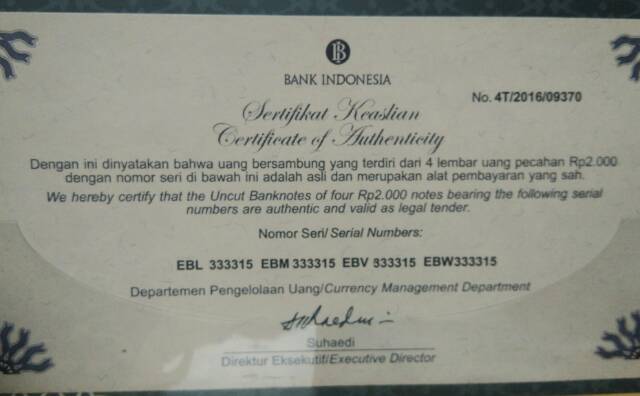 BANK INDONESIA
No. 4T/2016/09370
Sertifikat Keaslian
Certificate of Authenticity
Dengan ini dinyatakan bahwa uang bersambung yang terdiri dari 4 lembar uang pecahan Rp2.000
dengan nomor seri di bawah ini adalah asli dan merupakan alat pembayaran yang sah.
We hereby certify that the Uncut Banknotes of four Rp2.000 notes bearing the following serial
numbers are authentic and valid as legal tender.
Nomor Seri/Serial Numbers:
EBL 333315 EBM 333315 EBV 333315 EBW333315
Departemen Pengelolaan Uang/Currency Management Department
Suhaedi
Direktur Eksekutif/Executive Director